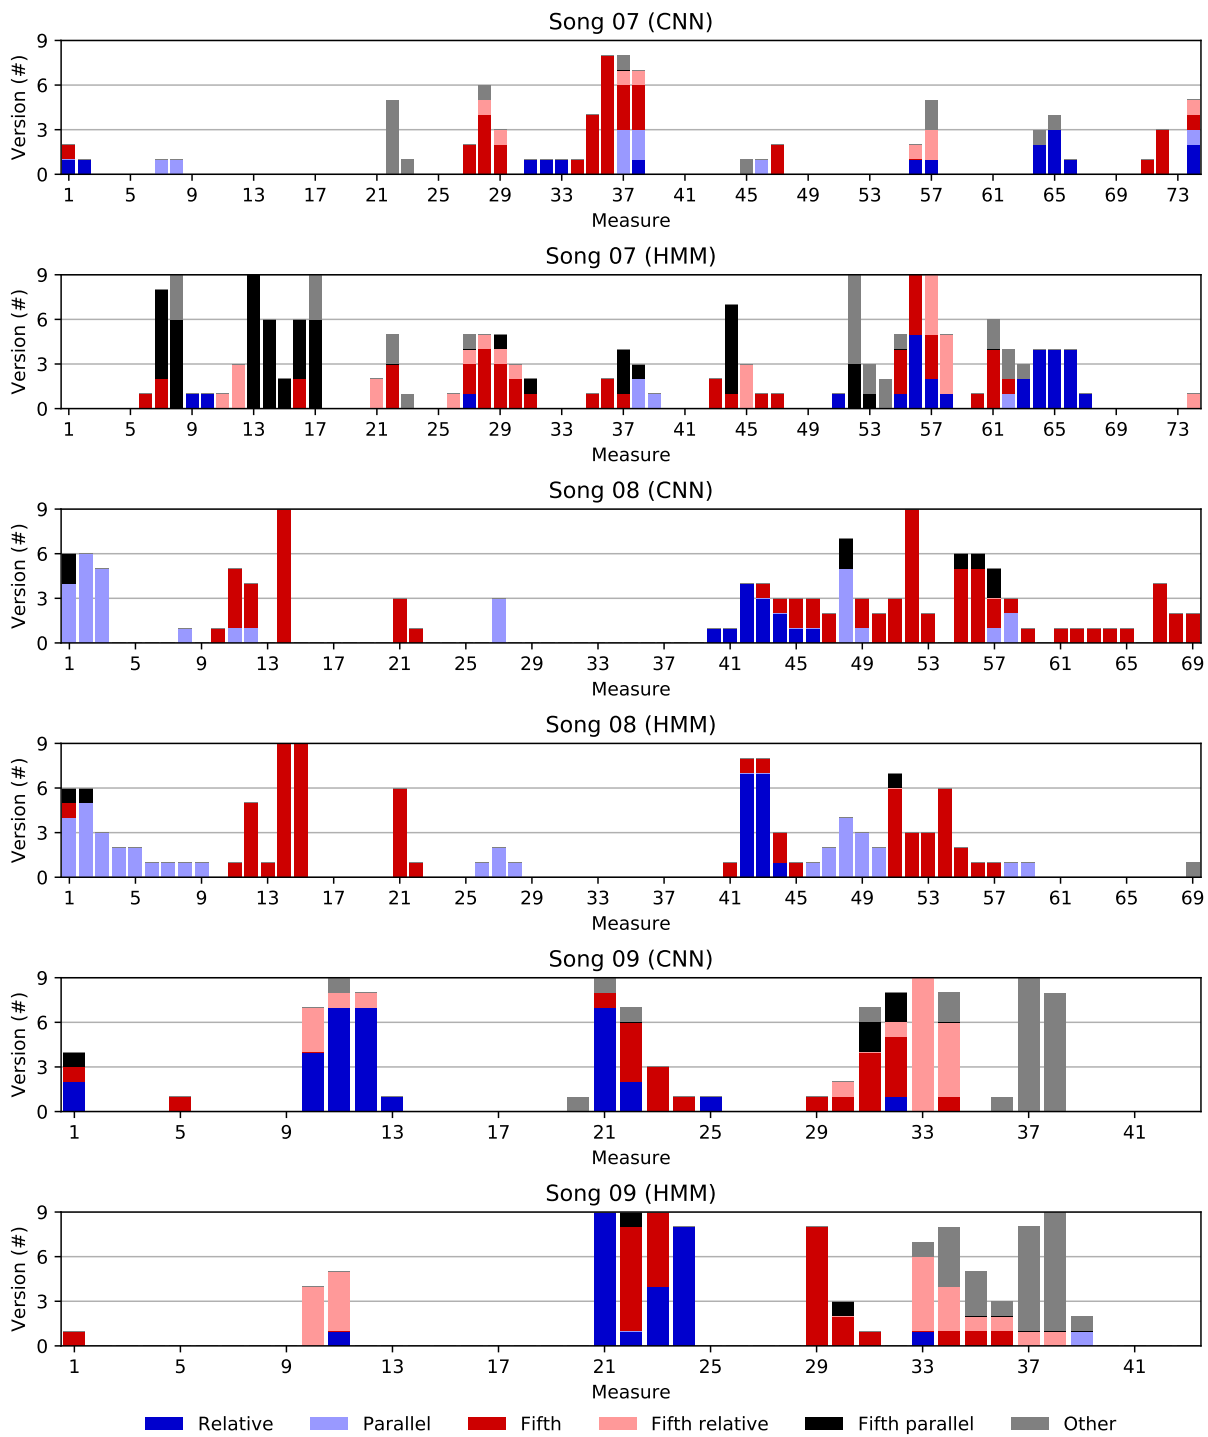 Song 07 (CNN)
9
6
3
0
Version (#)
1 5 9 13 17 21 25 29 33 37 41 45 49 53 57 61 65 69 73
Measure
Song 07 (HMM)
9
6
3
0
Version (#)
1 5 9 13 17 21 25 29 33 37 41 45 49 53 57 61 65 69 73
Measure
Song 08 (CNN)
9
6
3
0
Version (#)
1 5 9 13 17 21 25 29 33 37 41 45 49 53 57 61 65 69
Measure
Song 08 (HMM)
9
6
3
0
Version (#)
1 5 9 13 17 21 25 29 33 37 41 45 49 53 57 61 65 69
Measure
Song 09 (CNN)
9
6
3
0
Version (#)
1 5 9 13 17 21 25 29 33 37 41
Measure
Song 09 (HMM)
9
6
3
0
Version (#)
1 5 9 13 17 21 25 29 33 37 41
Measure
Relative Parallel Fifth Fifth relative Fifth parallel Other